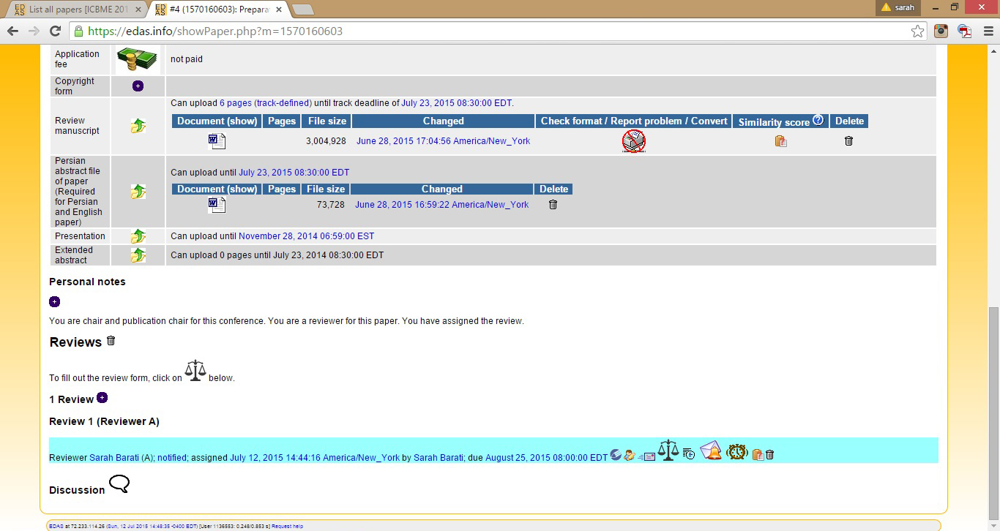 List all papers [ICBME 201
#4 (1570160603): Preparat
sarah
https://edas.info/showPaper.php?m=1570160603
Application fee
not paid
Copyright form
Review manuscript
Can upload 6 pages (track-defined) until track deadline of July 23, 2015 08:30:00 EDT.
Document (show) Pages File size Changed Check format / Report problem / Convert Similarity score Delete
3,004,928 June 28, 2015 17:04:56 America/New_York
Persian abstract file of paper (Required for Persian and English paper)
Can upload until July 23, 2015 08:30:00 EDT
Document (show) Pages File size Changed Delete
73,728 June 28, 2015 16:59:22 America/New_York
Presentation
Can upload until November 28, 2014 06:59:00 EST
Extended abstract
Can upload 0 pages until July 23, 2014 08:30:00 EDT
Personal notes
You are chair and publication chair for this conference. You are a reviewer for this paper. You have assigned the review.
Reviews
To fill out the review form, click on below.
1 Review
Review 1 (Reviewer A)
Reviewer Sarah Barati (A); notified; assigned July 12, 2015 14:44:16 America/New_York by Sarah Barati; due August 25, 2015 08:00:00 EDT
Discussion
EDAS at 72.233.114.26 (Sun, 12 Jul 2015 14:48:35 -0400 EDT) [User 1136553: 0.248/0.853 s] Request help